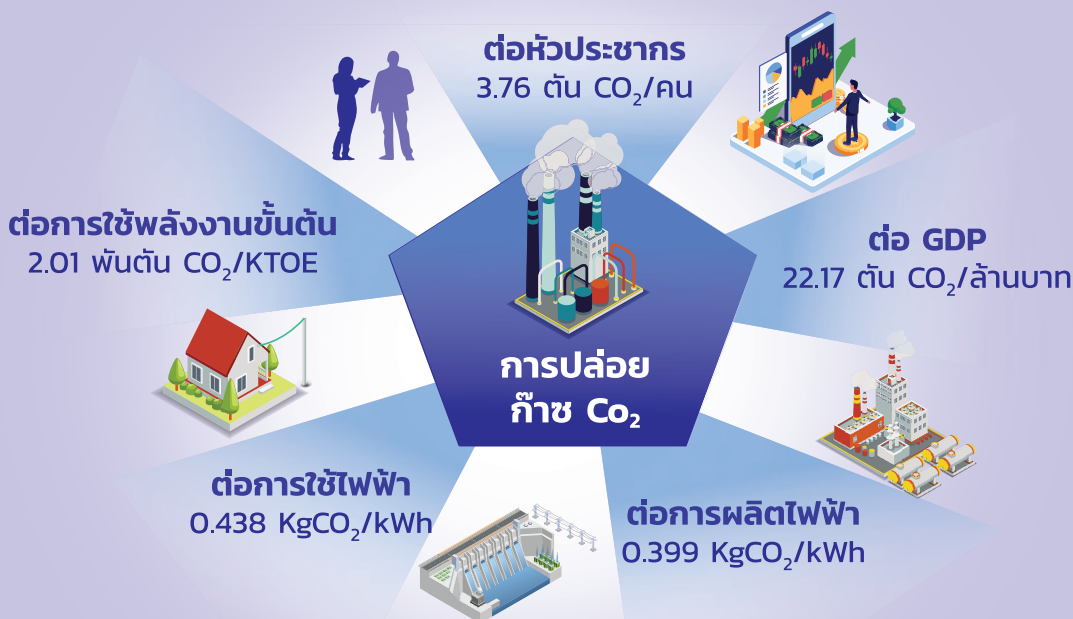 ต่อหัวประชากร
3.76 ตัน CO₂/คน
ต่อการใช้พลังงานขั้นต้น
2.01 พันตัน CO₂/KTOE
ต่อ GDP
22.17 ตัน CO₂/ล้านบาท
การปล่อย
ก๊าซ Co₂
ต่อการใช้ไฟฟ้า
0.438 KgCO₂/kWh
ต่อการผลิตไฟฟ้า
0.399 KgCO₂/kWh